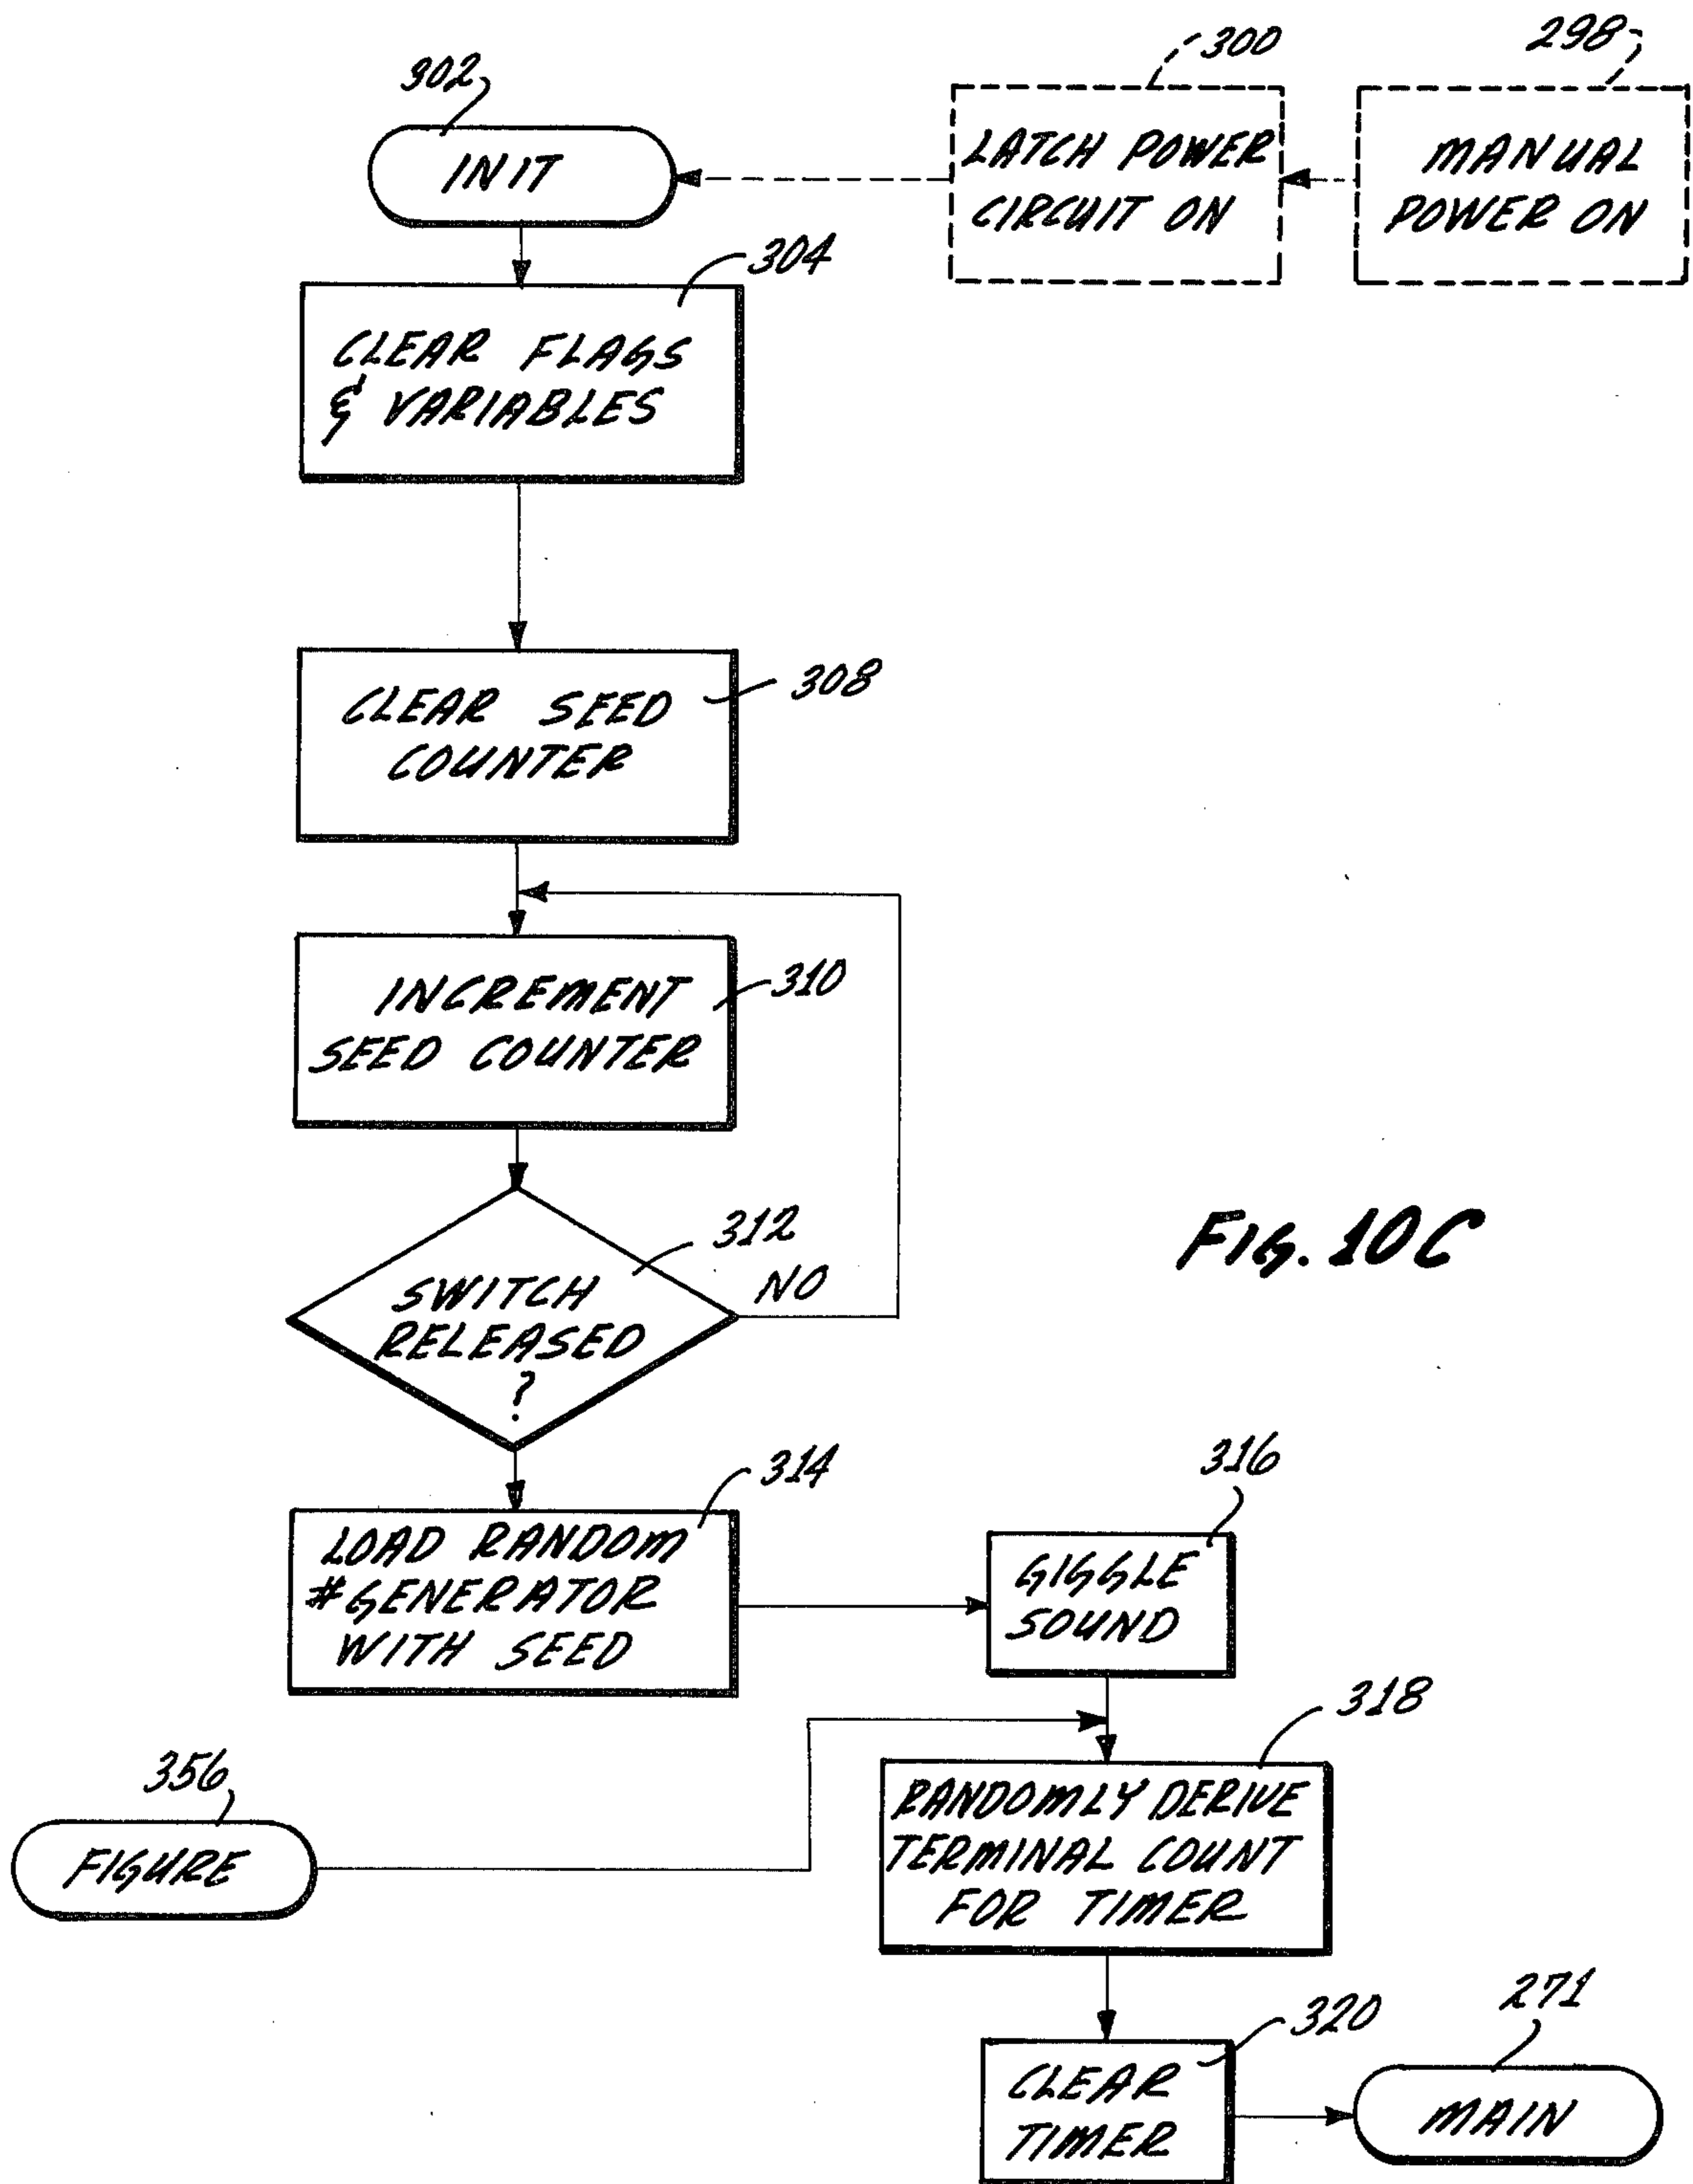 300
298
302
LATCH POWER
CIRCUIT ON
MANUAL
POWER ON
INIT
304
CLEAR FLAGS
& VARIABLES
308
CLEAR SEED
COUNTER
310
INCREMENT
SEED COUNTER
312
NO
SWITCH
RELEASED
?
FIG. 10C
314
LOAD RANDOM
#GENERATOR
WITH SEED
316
GIGGLE
SOUND
318
356
FIGURE
RANDOMLY DERIVE
TERMINAL COUNT
FOR TIMER
320
CLEAR
TIMER
271
MAIN